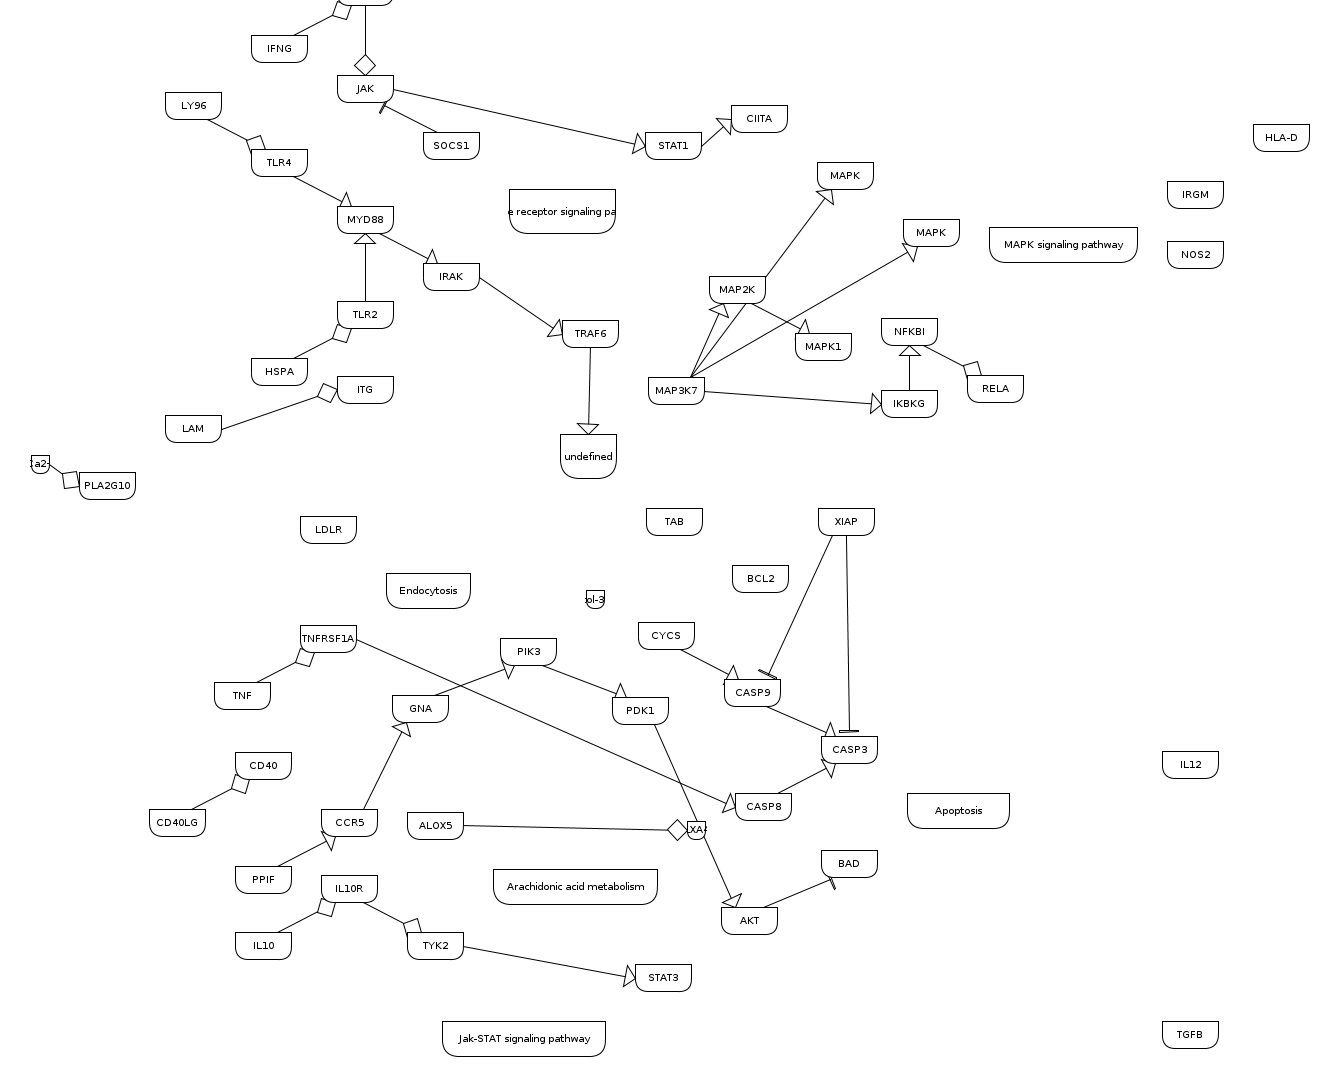 IFNG
JAK
LY96
CIITA
HLA-D
SOCS1
STAT1
TLR4
MAPK
IRGM
e receptor signaling pa
MYD88
MAPK
MAPK signaling pathway
NOS2
IRAK
MAP2K
TLR2
TRAF6
NFKBI
MAPK1
HSPA
ITG
MAP3K7
RELA
IKBKG
LAM
undefined
Ca2+
PLA2G10
LDLR
TAB
XIAP
BCL2
Endocytosis
ol-3
TNFRSF1A
CYCS
PIK3
TNF
CASP9
GNA
PDK1
CASP3
CD40
IL12
CASP8
Apoptosis
CD40LG
CCR5
ALOX5
LXA4
BAD
PPIF
IL10R
Arachidonic acid metabolism
AKT
IL10
TYK2
STAT3
Jak-STAT signaling pathway
TGFB